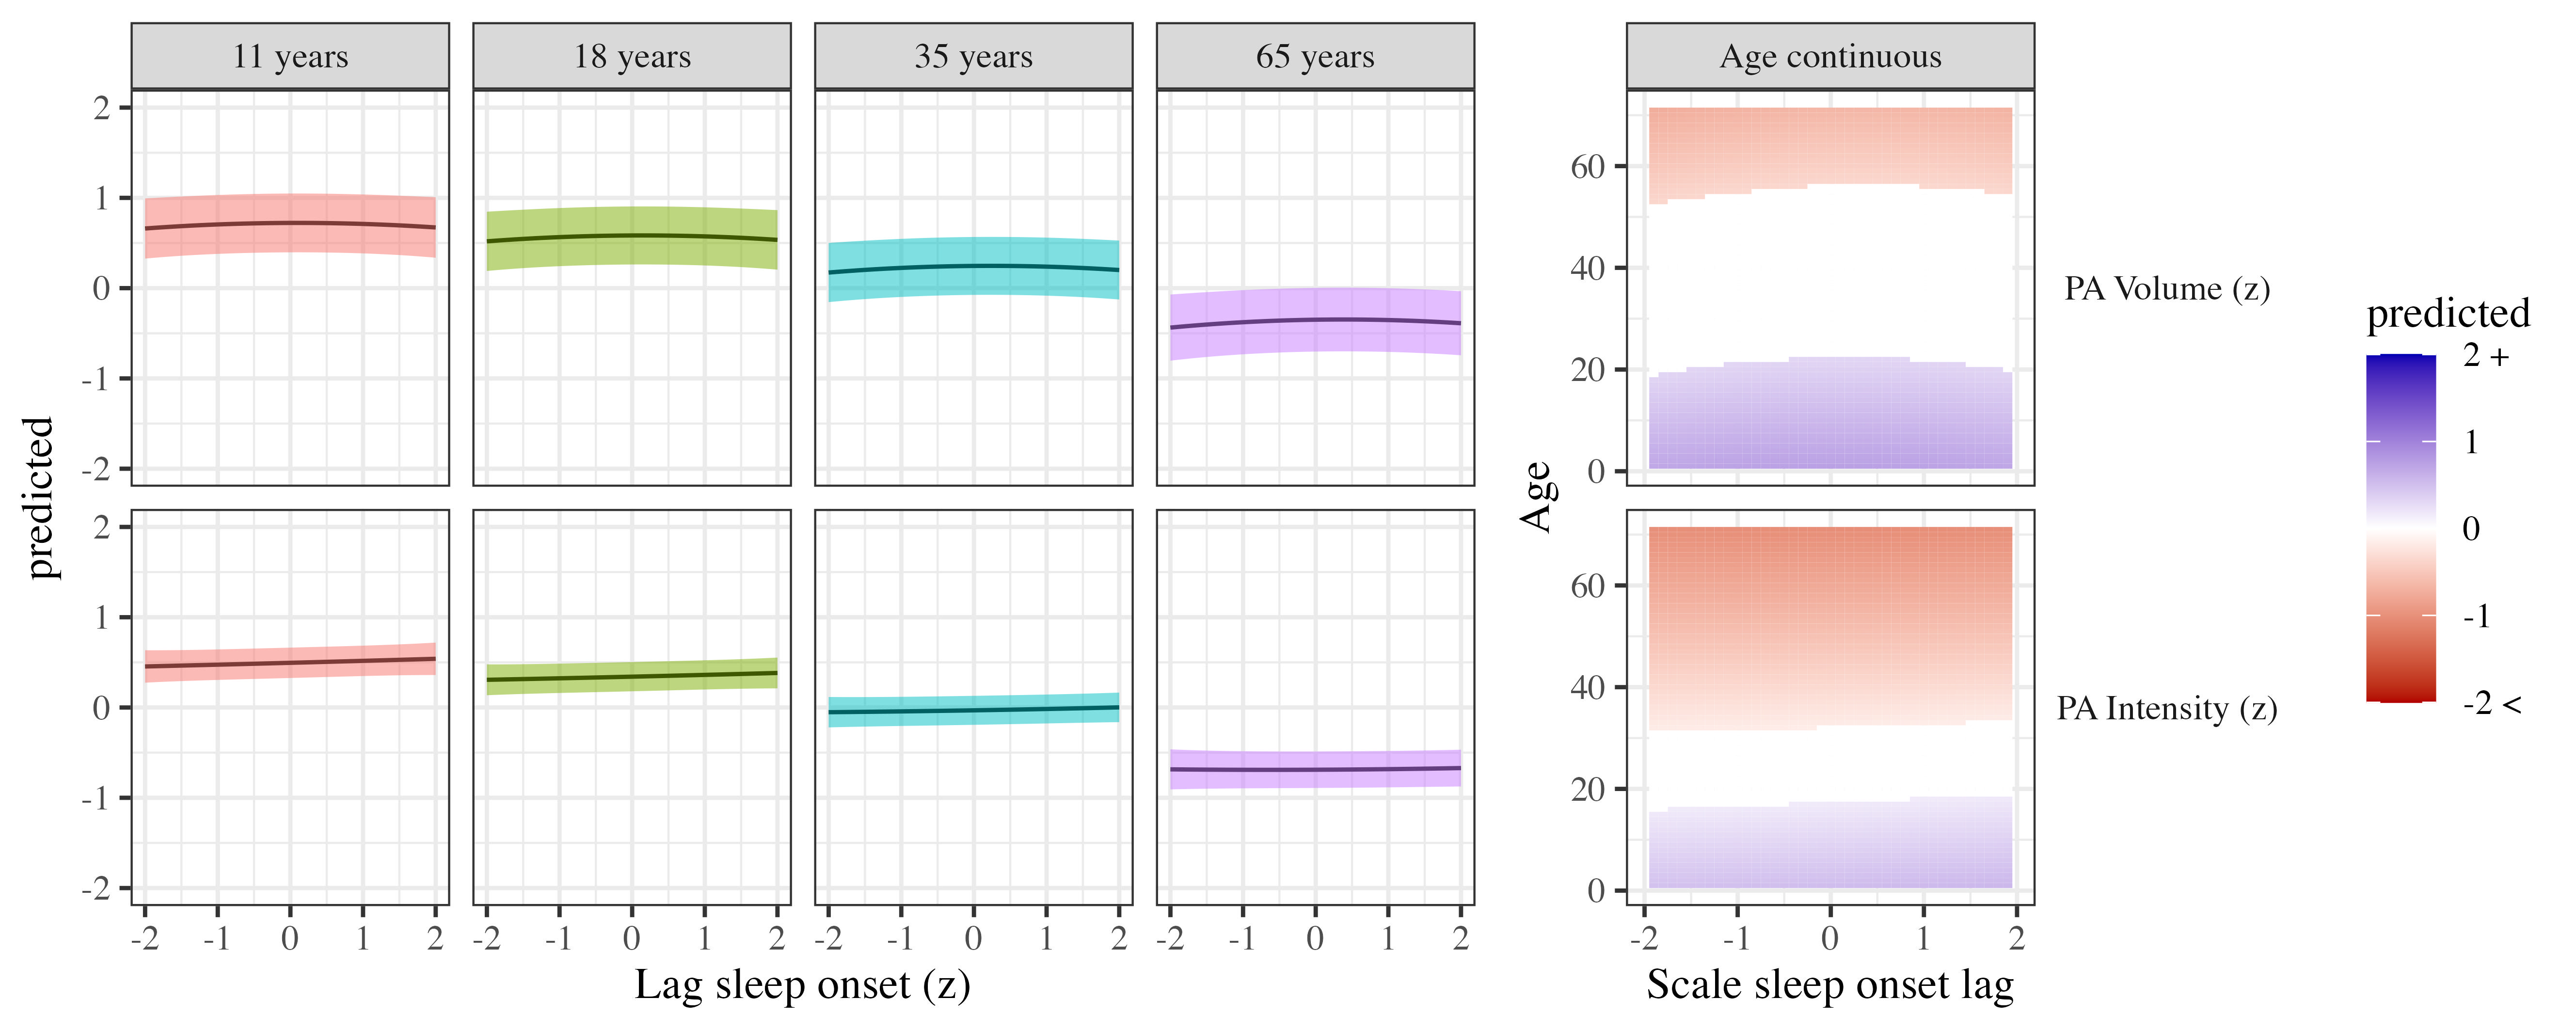 11 years
18 years
35 years
65 years
Age continuous
predicted
2
1
0
-1
-2
2
1
0
-1
-2
-2 -1 0 1 2
-2 -1 0 1 2
-2 -1 0 1 2
-2 -1 0 1 2
Lag sleep onset (z)
Age
60
40
20
0
60
40
20
0
-2 -1 0 1 2
Scale sleep onset lag
PA Volume (z)
PA Intensity (z)
predicted
2 +
1
0
-1
-2 <